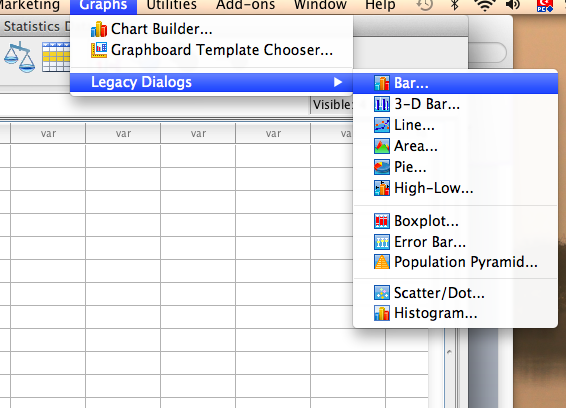 Marketing Graphs Utilities Add-ons Window Help
Statistics D
Chart Builder...
Graphboard Template Chooser...
Legacy Dialogs
Visible:
var var var var var
Bar...
3-D Bar...
Line...
Area...
Pie...
High-Low...
Boxplot...
Error Bar...
Population Pyramid...
Scatter/Dot...
Histogram...